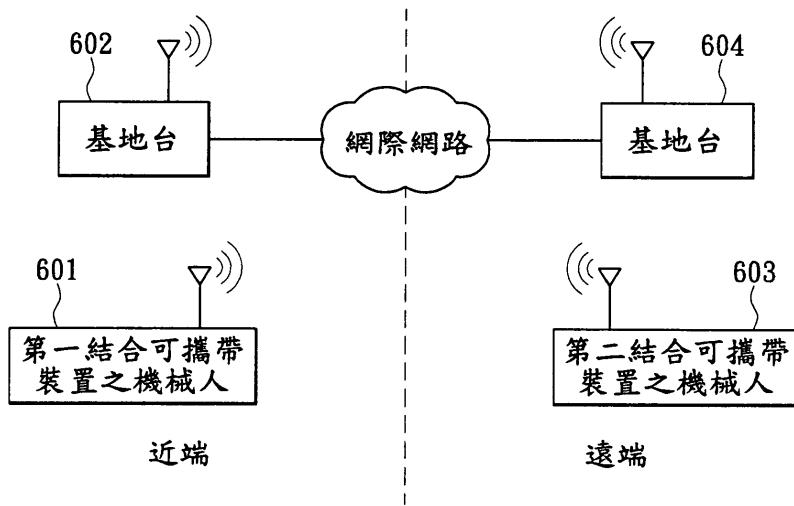 602
604
基地台
網際網路
基地台
601
603
第一結合可攜帶
裝置之機械人
第二結合可攜帶
裝置之機械人
近端
遠端